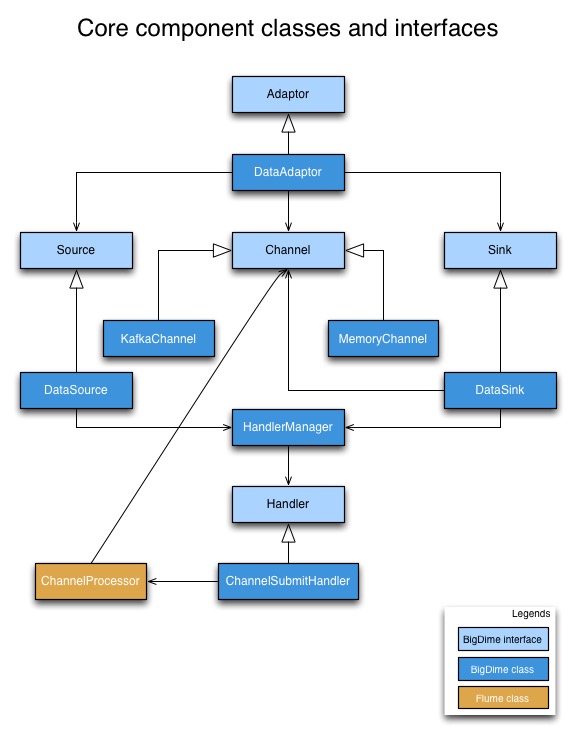 Core component classes and interfaces
Adaptor
DataAdaptor
Source
Channel
Sink
KafkaChannel
MemoryChannel
DataSource
DataSink
HandlerManager
Handler
ChannelProcessor
ChannelSubmitHandler
Legends
BigDime interface
BigDime class
Flume class